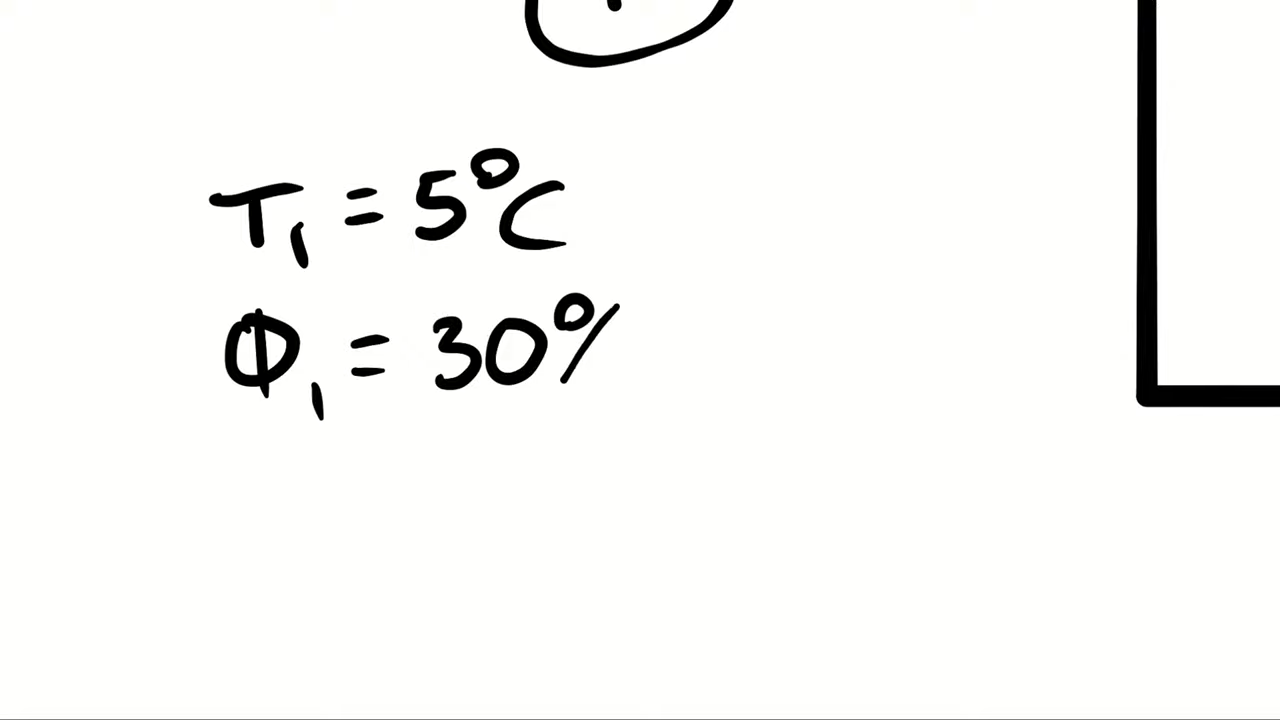 T₁ = 5°C
Φ₁ = 30%